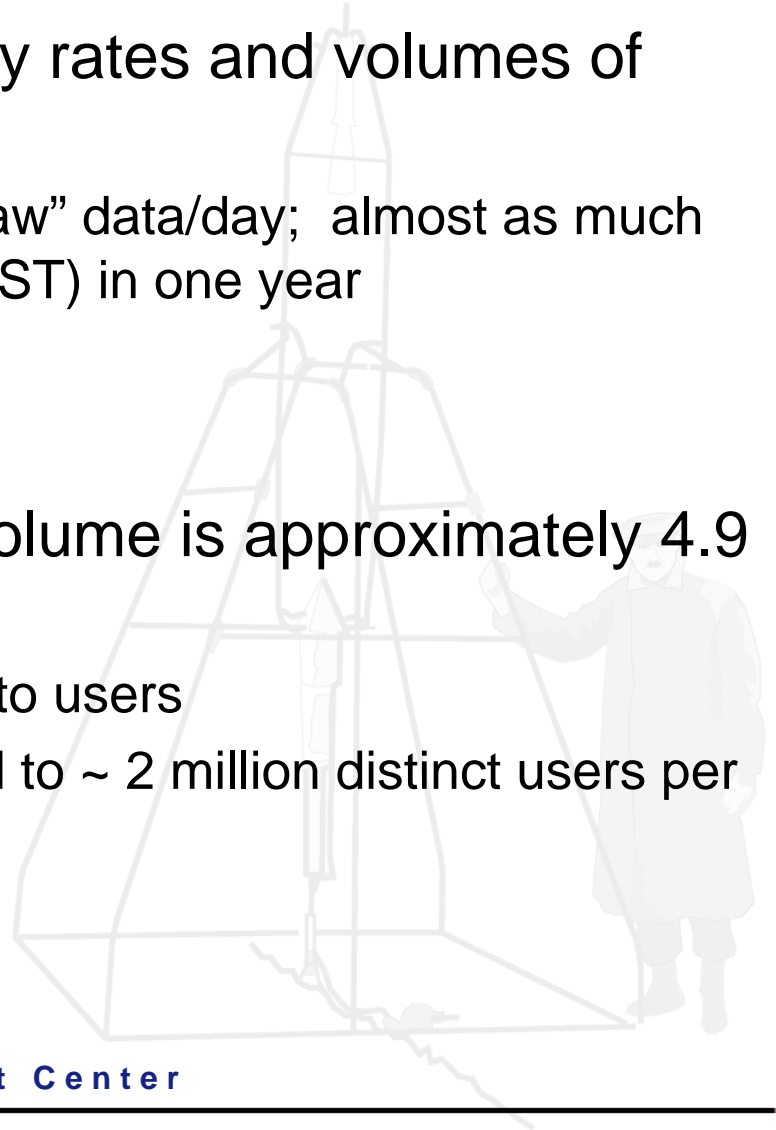 y rates and volumes of
aw” data/day; almost as much
ST) in one year
olume is approximately 4.9
to users
l to ~ 2 million distinct users per
t Center